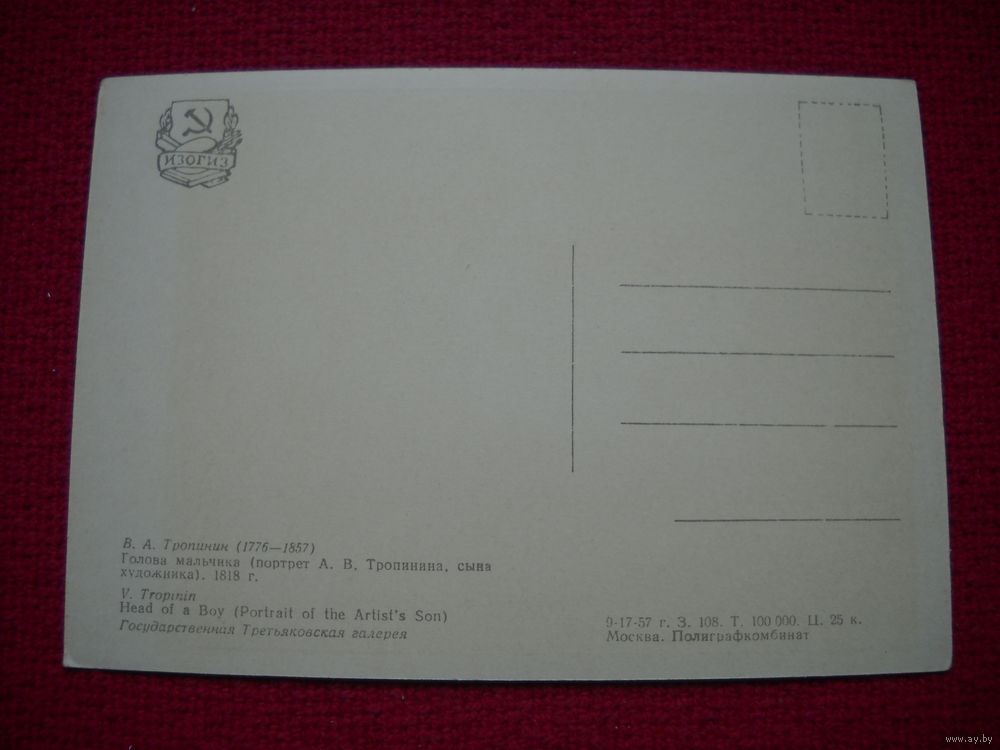 ИЗОГИЗ
В. А. Тропинин (1776—1857)
Голова мальчика (портрет А. В. Тропинина, сына
художника). 1818 г.
V. Tropinin
Head of a Boy (Portrait of the Artist's Son)
Государственная Третьяковская галерея
9-17-57 г. З. 108. Т. 100 000. Ц. 25 к.
Москва. Полиграфкомбинат
www.ay.by